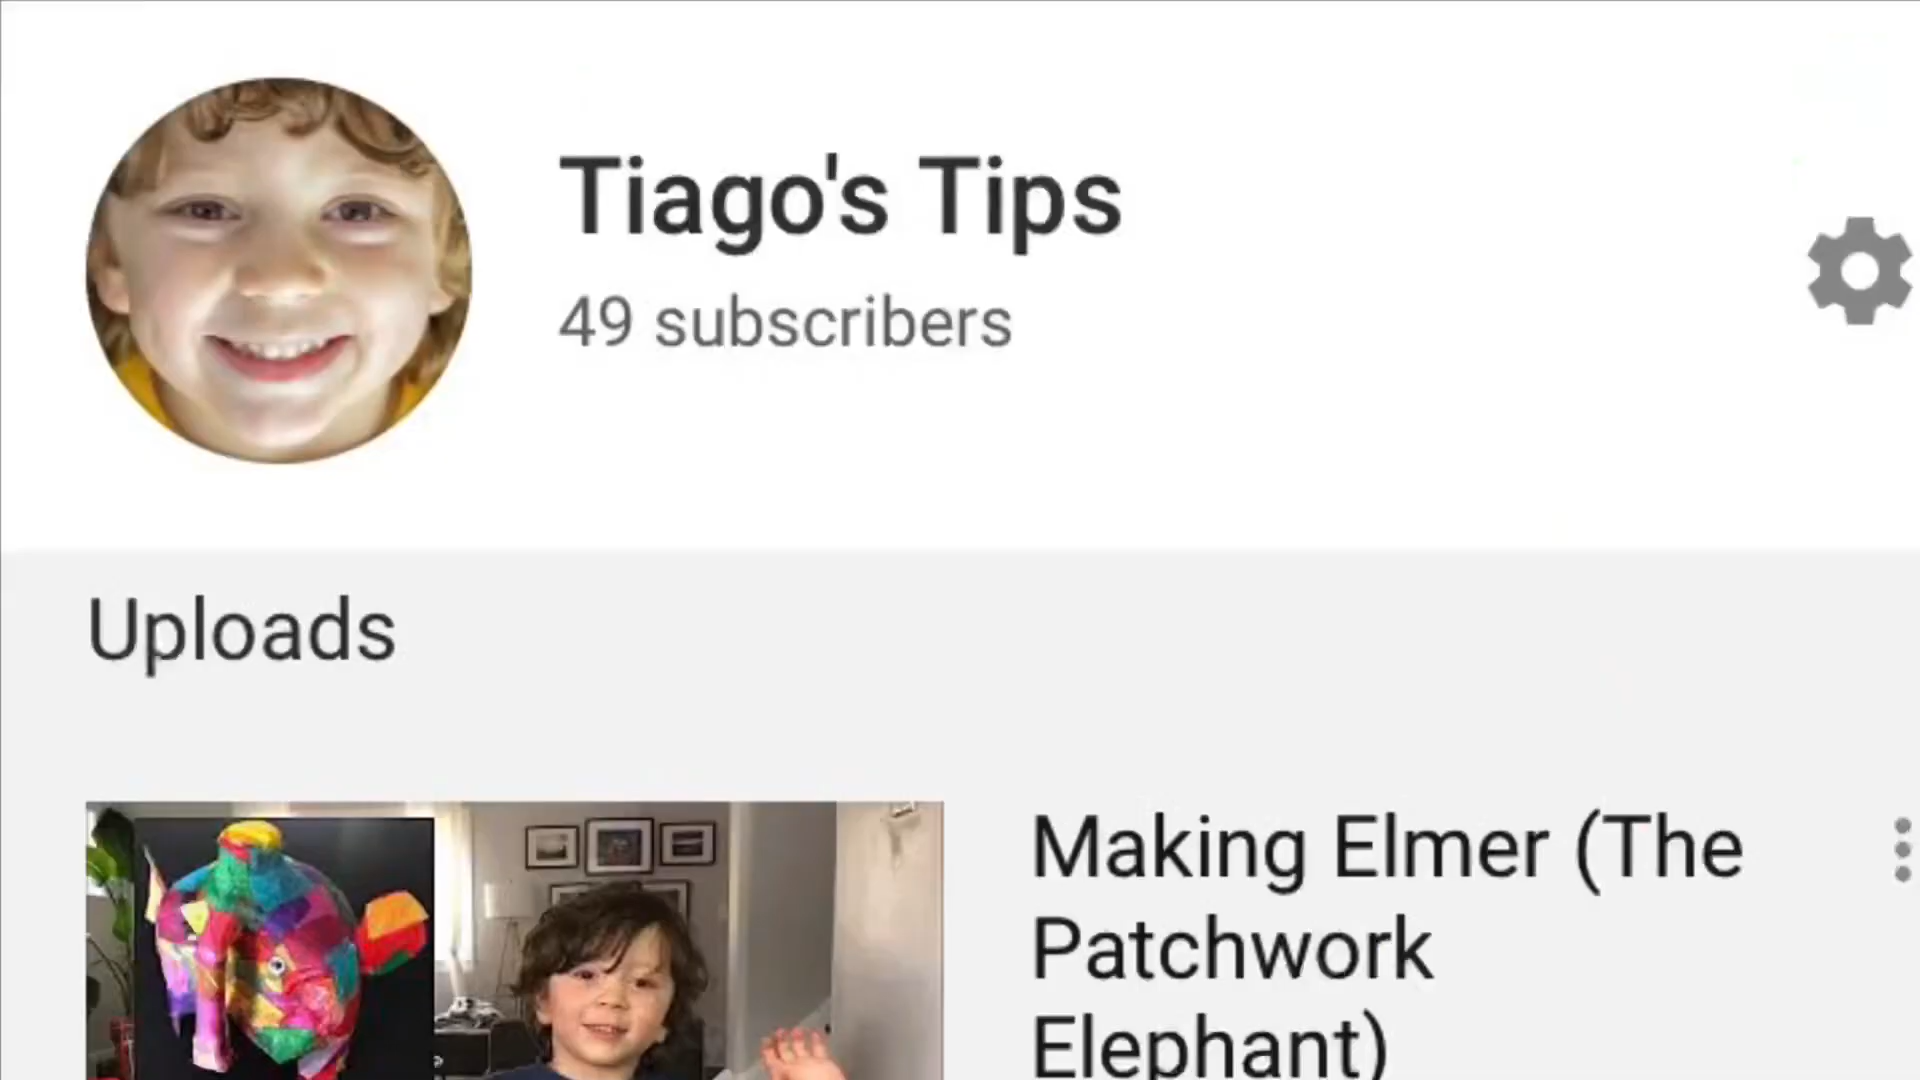 Tiago's Tips
49 subscribers
Uploads
Making Elmer (The
Patchwork
Elephant)